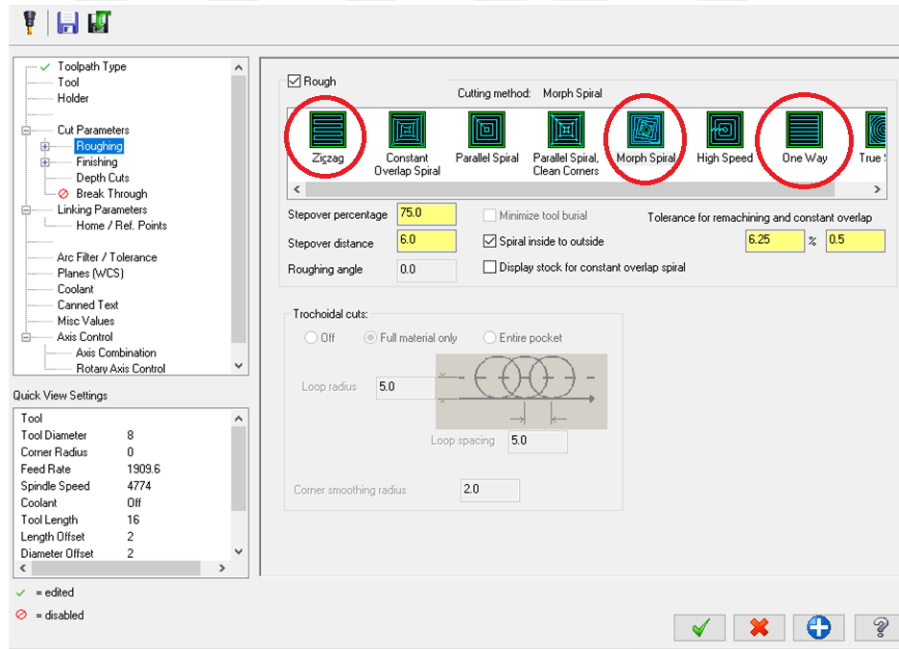 Toolpath Type
Tool
Holder
Cut Parameters
Roughing
Finishing
Depth Cuts
Break Through
Linking Parameters
Home / Ref. Points
Arc Filter / Tolerance
Planes (WCS)
Coolant
Canned Text
Misc Values
Axis Control
Axis Combination
Rotary Axis Control
Quick View Settings
Tool
Tool Diameter 8
Corner Radius 0
Feed Rate 1909.6
Spindle Speed 4774
Coolant Off
Tool Length 16
Length Offset 2
Diameter Offset 2
= edited
= disabled
Rough
Cutting method: Morph Spiral
Zigzag
Constant
Overlap Spiral
Parallel Spiral
Parallel Spiral,
Clean Corners
Morph Spiral
High Speed
One Way
True
Stepover percentage 75.0
Minimize tool burial
Tolerance for remachining and constant overlap
Stepover distance 6.0
Spiral inside to outside
6.25 % 0.5
Roughing angle 0.0
Display stock for constant overlap spiral
Trochoidal cuts:
Off Full material only Entire pocket
Loop radius 5.0
Loop spacing 5.0
Corner smoothing radius 2.0